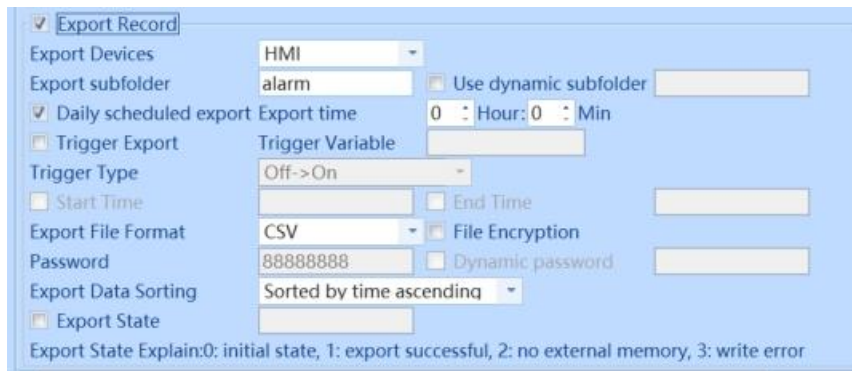 Export Record
Export Devices HMI
Export subfolder alarm Use dynamic subfolder
Daily scheduled export Export time 0 Hour: 0 Min
Trigger Export Trigger Variable
Trigger Type Off->On
Start Time End Time
Export File Format CSV File Encryption
Password 88888888 Dynamic password
Export Data Sorting Sorted by time ascending
Export State
Export State Explain:0: initial state, 1: export successful, 2: no external memory, 3: write error